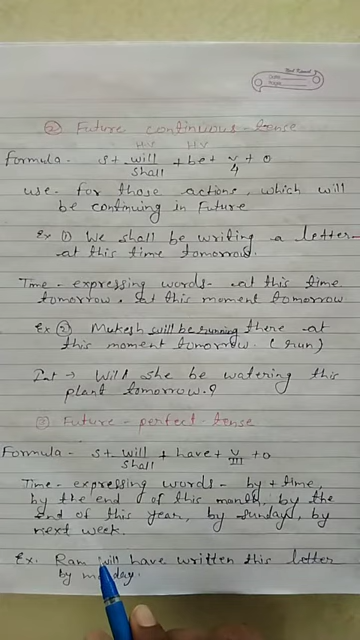 ② Future continuous-tense
H.V H.V
Formula - S + will/shall + be + V4 + O
use - for those actions, which will
be continuing in Future
Ex ① We shall be writing a letter
at this time tomorrow.
Time - expressing words - at this time
tomorrow, at this moment tomorrow
Ex ② Mukesh will be running there at
this moment tomorrow. (run)
Int → Will she be watering this
plant tomorrow?
③ Future - perfect-tense
Formula - S + will/shall + have + VIII + O
Time - expressing words - by + time,
by the end of this month, by the
end of this year, by sunday, by
next week.
Ex. Ram will have written this letter
by monday.